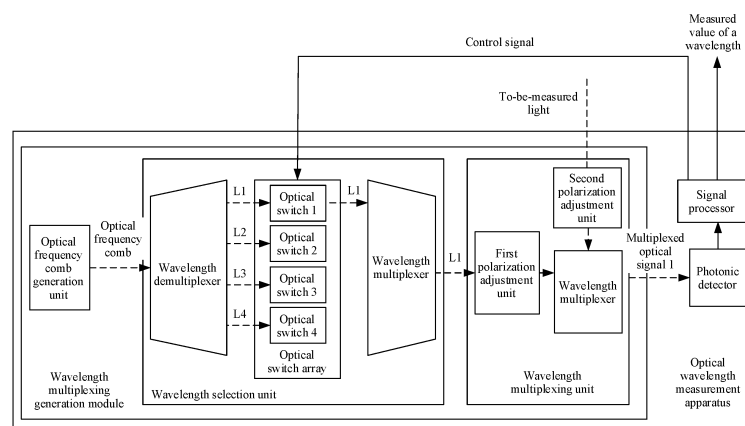 Measured
value of a
wavelength
Control signal
To-be-measured
light
Signal
processor
Second
polarization
adjustment
unit
L1
Optical
switch 1
L1
Optical
frequency
comb
L2
Optical
switch 2
Optical
frequency
comb generation
unit
Wavelength
demultiplexer
Wavelength
multiplexer
L1
First
polarization
adjustment
unit
Wavelength
multiplexer
Multiplexed
optical
signal 1
Photonic
detector
L3
Optical
switch 3
L4
Optical
switch 4
Optical
switch array
Wavelength
multiplexing
generation module
Wavelength selection unit
Wavelength
multiplexing unit
Optical
wavelength
measurement
apparatus